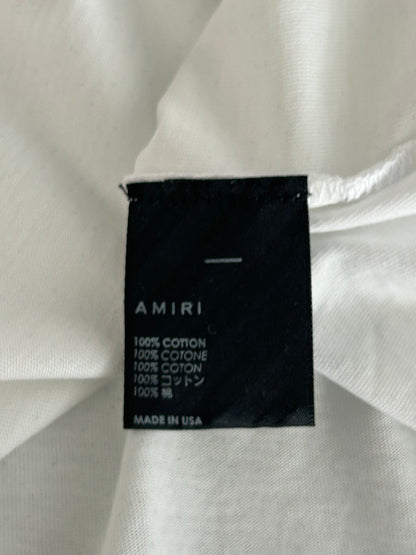 AMIRI
100% COTTON
100% COTONE
100% COTON
100% コットン
100% 棉
MADE IN USA